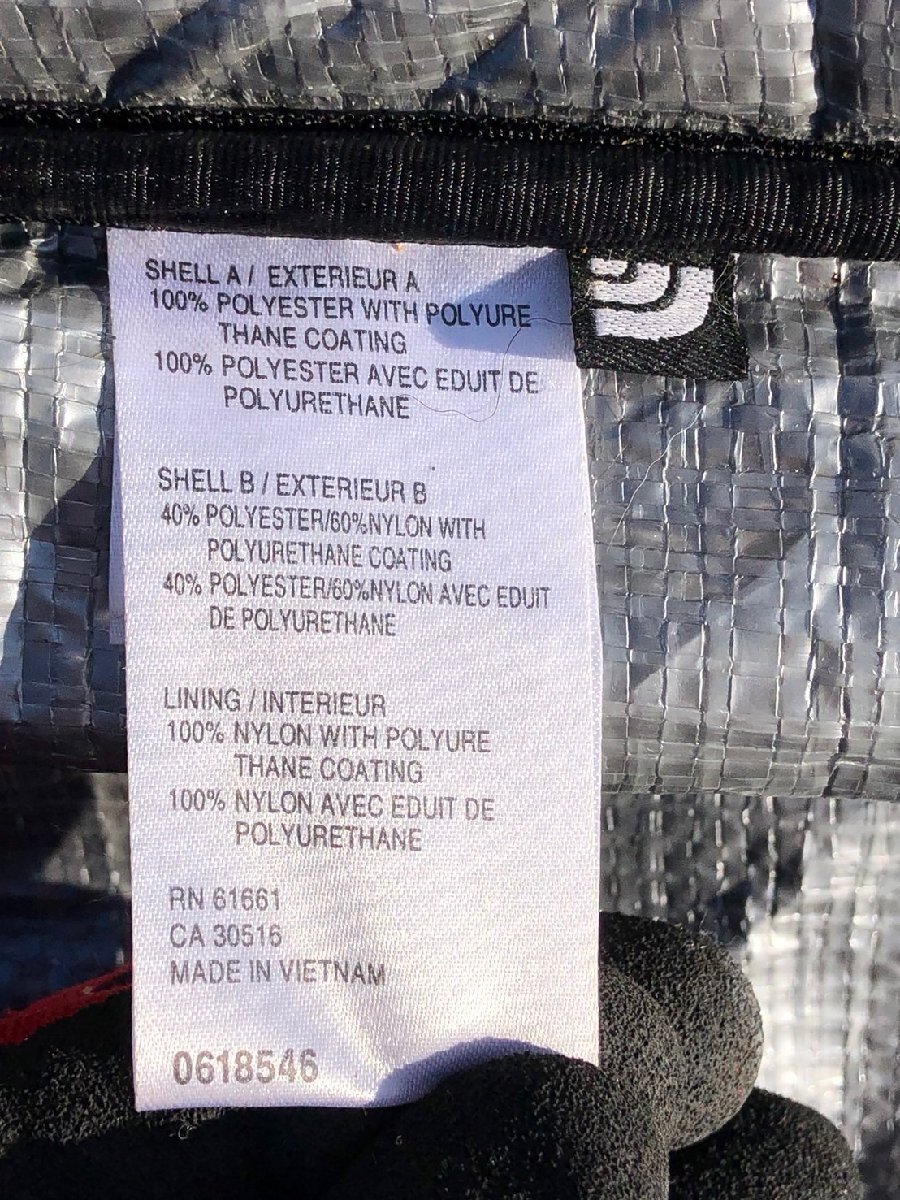 SHELL A / EXTERIEUR A
100% POLYESTER WITH POLYURE
THANE COATING
100% POLYESTER AVEC EDUIT DE
POLYURETHANE
SHELL B / EXTERIEUR B
40% POLYESTER/60%NYLON WITH
POLYURETHANE COATING
40% POLYESTER/60%NYLON AVEC EDUIT
DE POLYURETHANE
LINING / INTERIEUR
100% NYLON WITH POLYURE
THANE COATING
100% NYLON AVEC EDUIT DE
POLYURETHANE
RN 61661
CA 30516
MADE IN VIETNAM
0618546